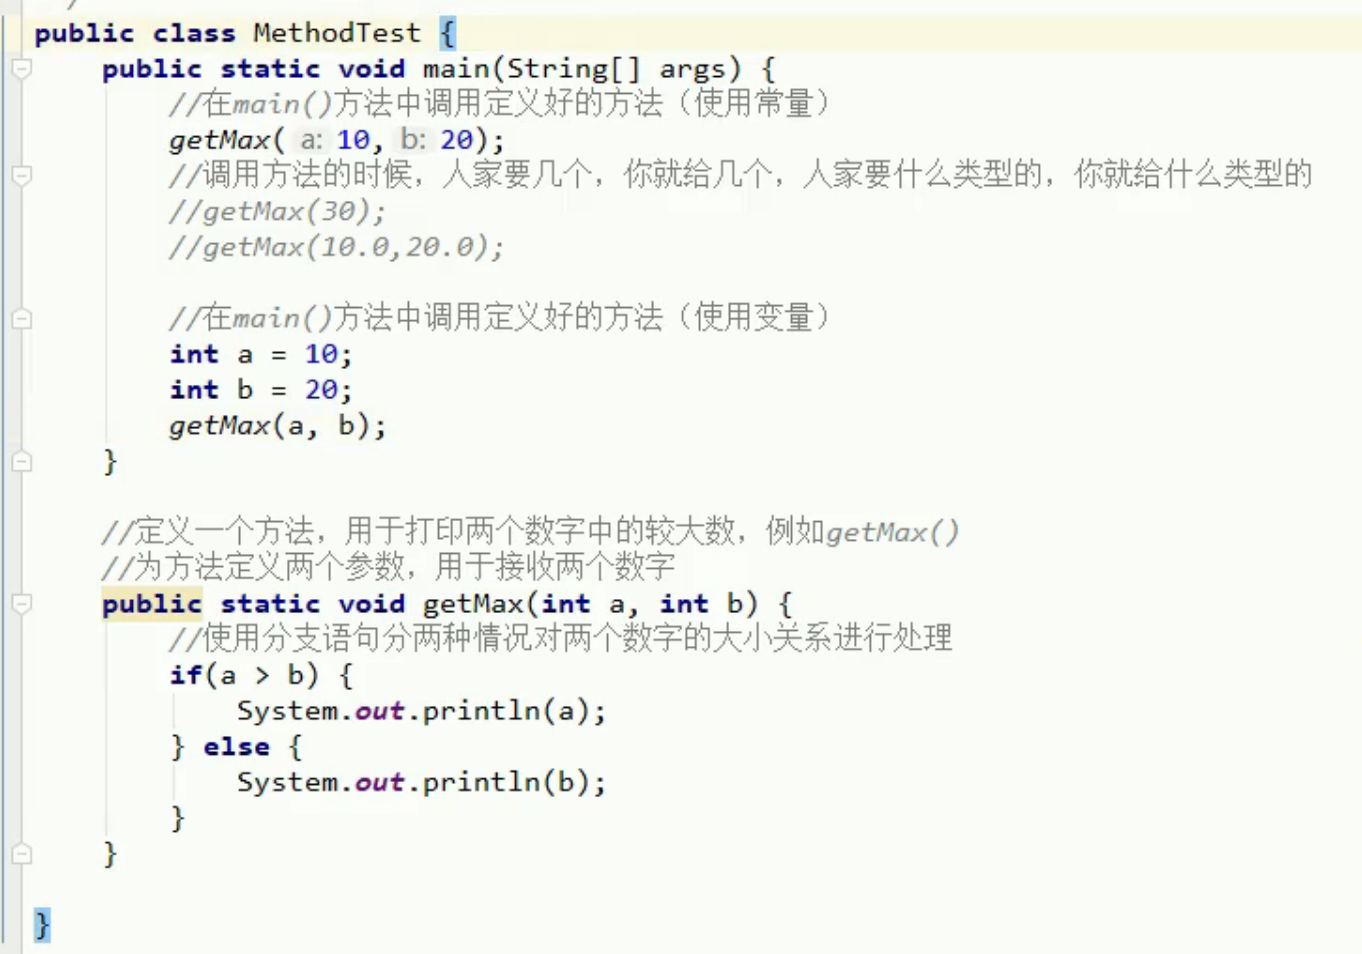 public class MethodTest {
public static void main(String[] args) {
//在main()方法中调用定义好的方法（使用常量）
getMax( a: 10, b: 20);
//调用方法的时候，人家要几个，你就给几个，人家要什么类型的，你就给什么类型的
//getMax(30);
//getMax(10.0,20.0);
//在main()方法中调用定义好的方法（使用变量）
int a = 10;
int b = 20;
getMax(a, b);
}
//定义一个方法，用于打印两个数字中的较大数，例如getMax()
//为方法定义两个参数，用于接收两个数字
public static void getMax(int a, int b) {
//使用分支语句分两种情况对两个数字的大小关系进行处理
if(a > b) {
System.out.println(a);
} else {
System.out.println(b);
}
}
}